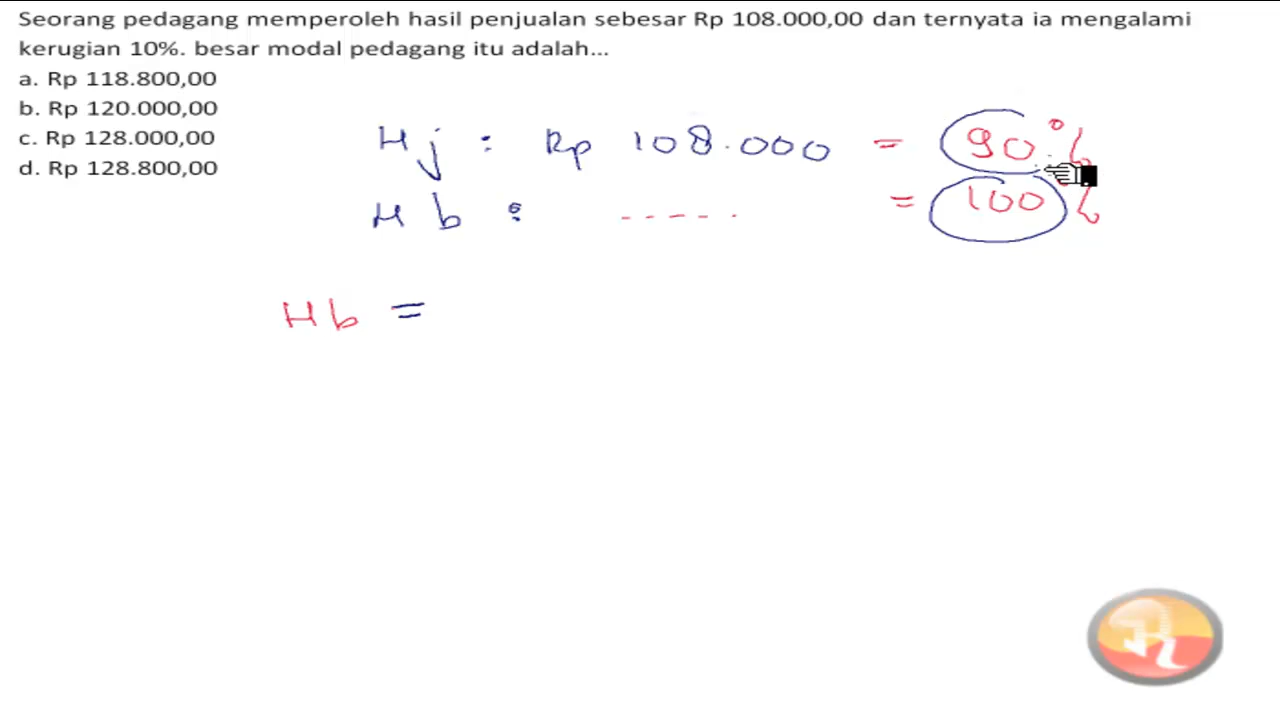 Seorang pedagang memperoleh hasil penjualan sebesar Rp 108.000,00 dan ternyata ia mengalami
kerugian 10%. besar modal pedagang itu adalah...
a. Rp 118.800,00
b. Rp 120.000,00
c. Rp 128.000,00
d. Rp 128.800,00
Hj : Rp 108.000 = 90%
Hb : ----- = 100%
Hb =